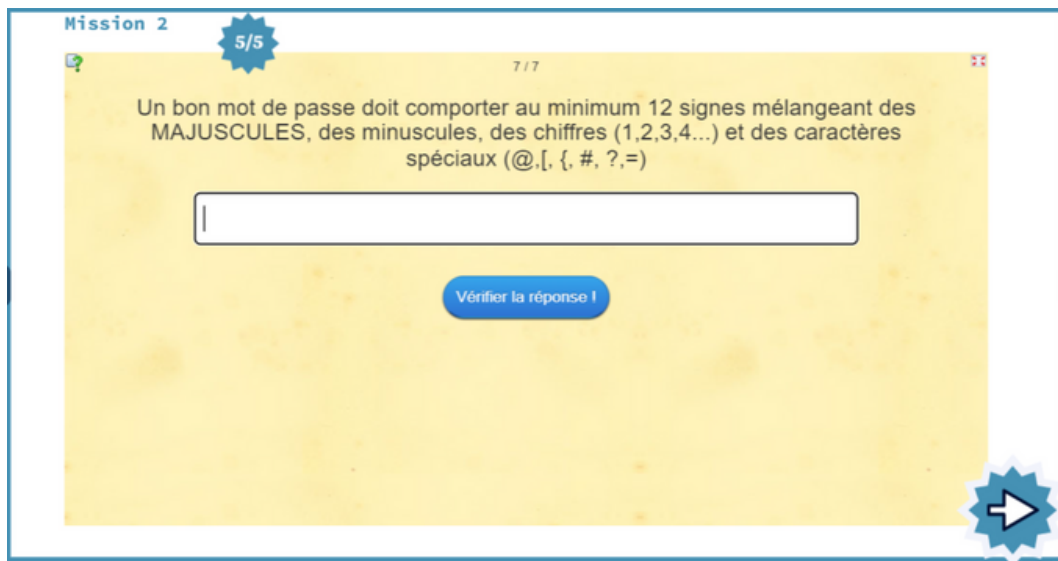 Mission 2
5/5
7/7
Un bon mot de passe doit comporter au minimum 12 signes mélangeant des
MAJUSCULES, des minuscules, des chiffres (1,2,3,4...) et des caractères
spéciaux (@,[, {, #, ?,=)
Vérifier la réponse !